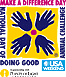 MAKE A DIFFERENCE DAY
NATIONAL DAY OF
ANNUAL CHALLENGE
DOING GOOD
USA
WEEKEND